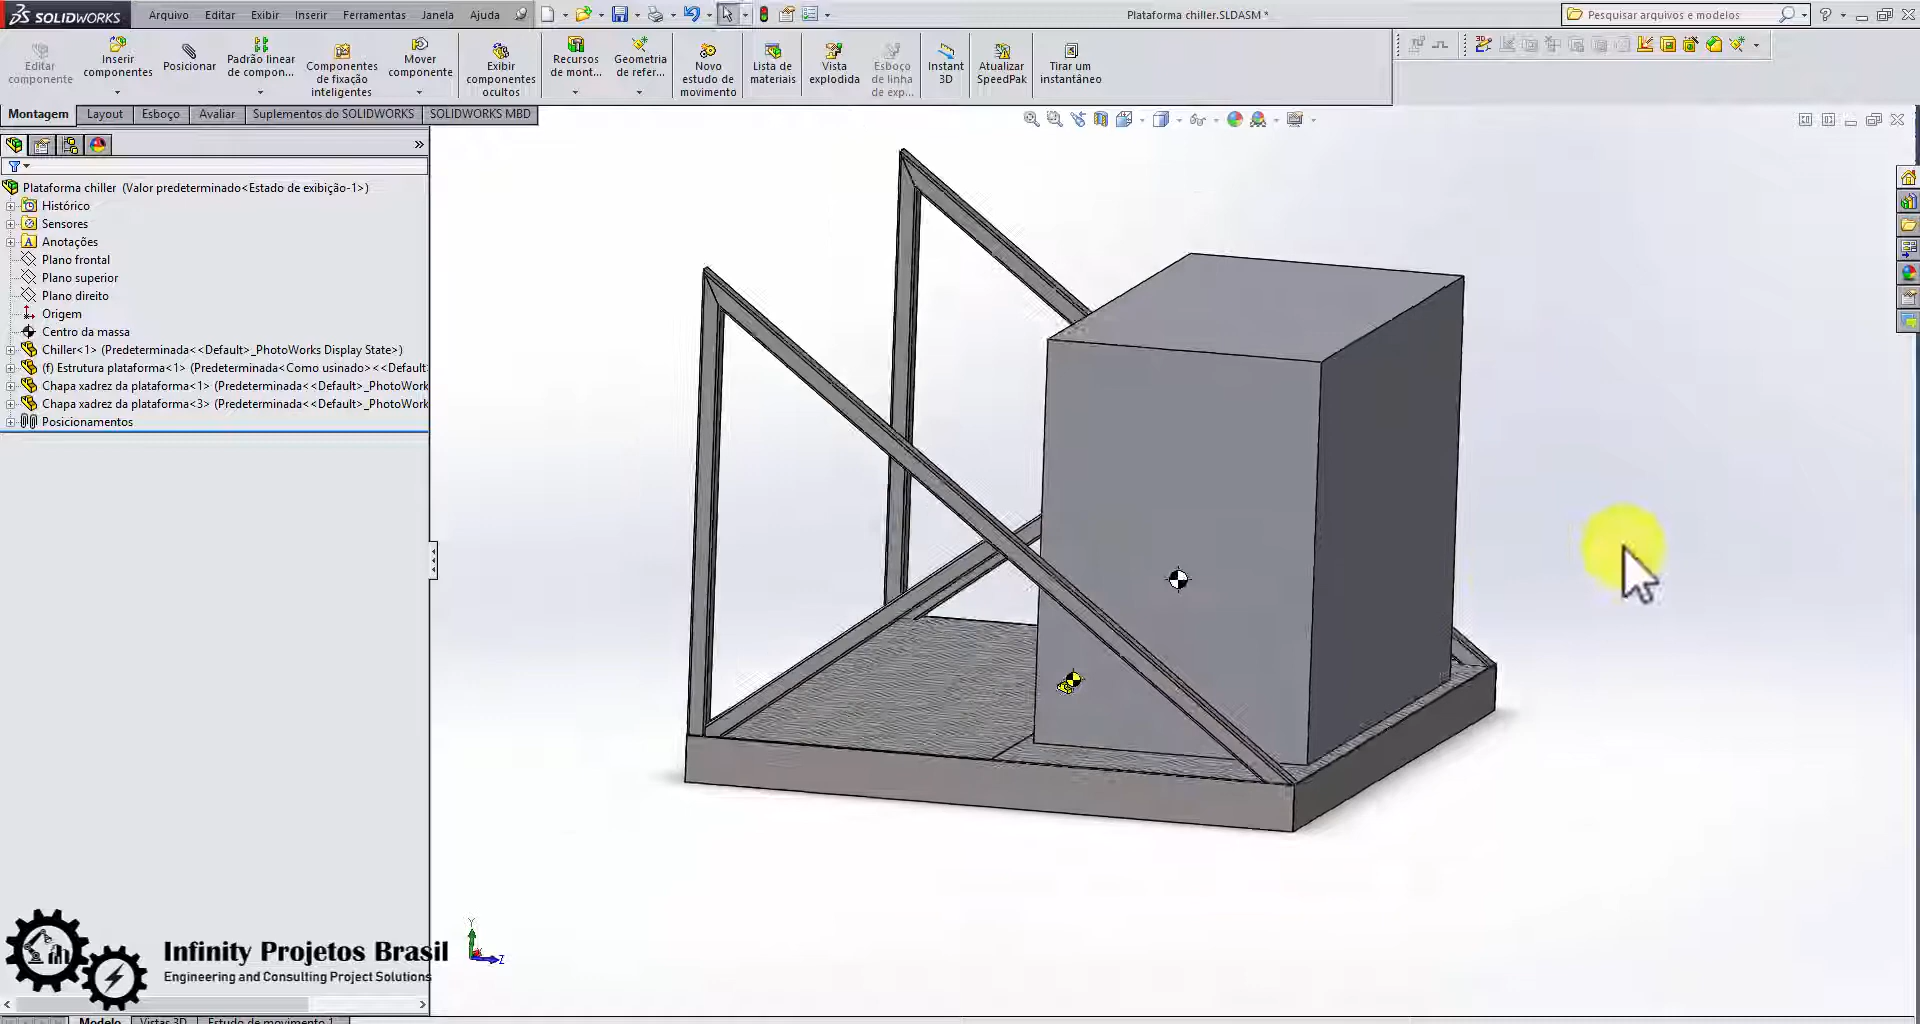 SOLIDWORKS
Arquivo Editar Exibir Inserir Ferramentas Janela Ajuda
Plataforma chiller.SLDASM *
Pesquisar arquivos e modelos
Editar componente
Inserir componentes
Posicionar
Padrão linear de compon...
Componentes de fixação inteligentes
Mover componente
Exibir componentes ocultos
Recursos de mont...
Geometria de refer...
Novo estudo de movimento
Lista de materiais
Vista explodida
Esboço de linha de exp...
Instant 3D
Atualizar SpeedPak
Tirar um instantâneo
Montagem Layout Esboço Avaliar Suplementos do SOLIDWORKS SOLIDWORKS MBD
Plataforma chiller (Valor predeterminado<Estado de exibição-1>)
Histórico
Sensores
Anotações
Plano frontal
Plano superior
Plano direito
Origem
Centro da massa
Chiller<1> (Predeterminada<<Default>_PhotoWorks Display State>)
(f) Estrutura plataforma<1> (Predeterminada<Como usinado><<Default
Chapa xadrez da plataforma<1> (Predeterminada<<Default>_PhotoWork
Chapa xadrez da plataforma<3> (Predeterminada<<Default>_PhotoWork
Posicionamentos
Infinity Projetos Brasil
Engineering and Consulting Project Solutions
Y
Z
Modelo Vistas 3D Estudo de movimento 1